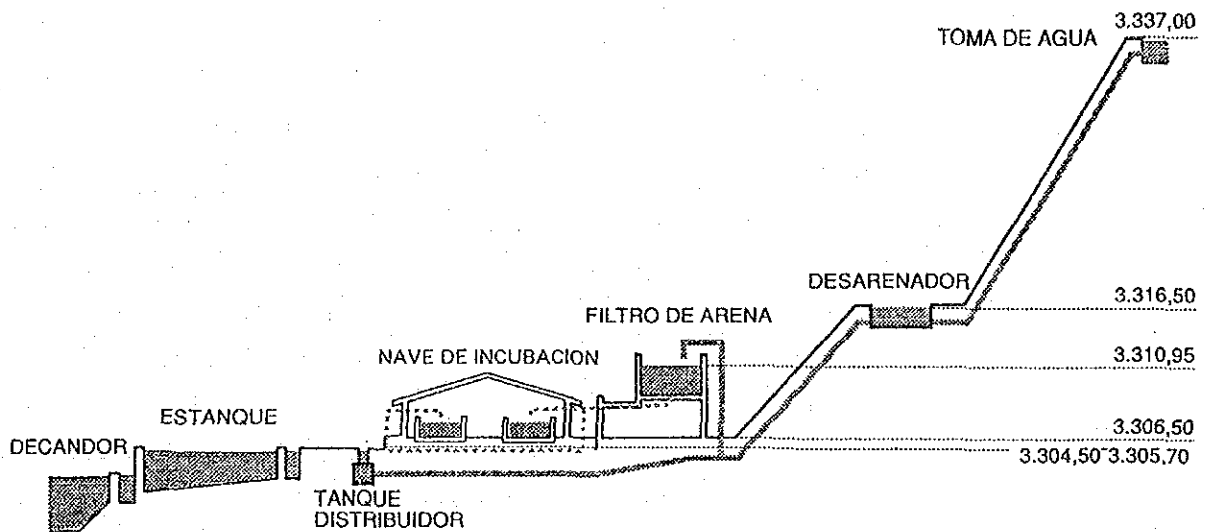 3.337,00
TOMA DE AGUA
DESARENADOR
3.316,50
FILTRO DE ARENA
3.310,95
NAVE DE INCUBACION
ESTANQUE
3.306,50
DECANDOR
3.304,50~3.305,70
TANQUE
DISTRIBUIDOR